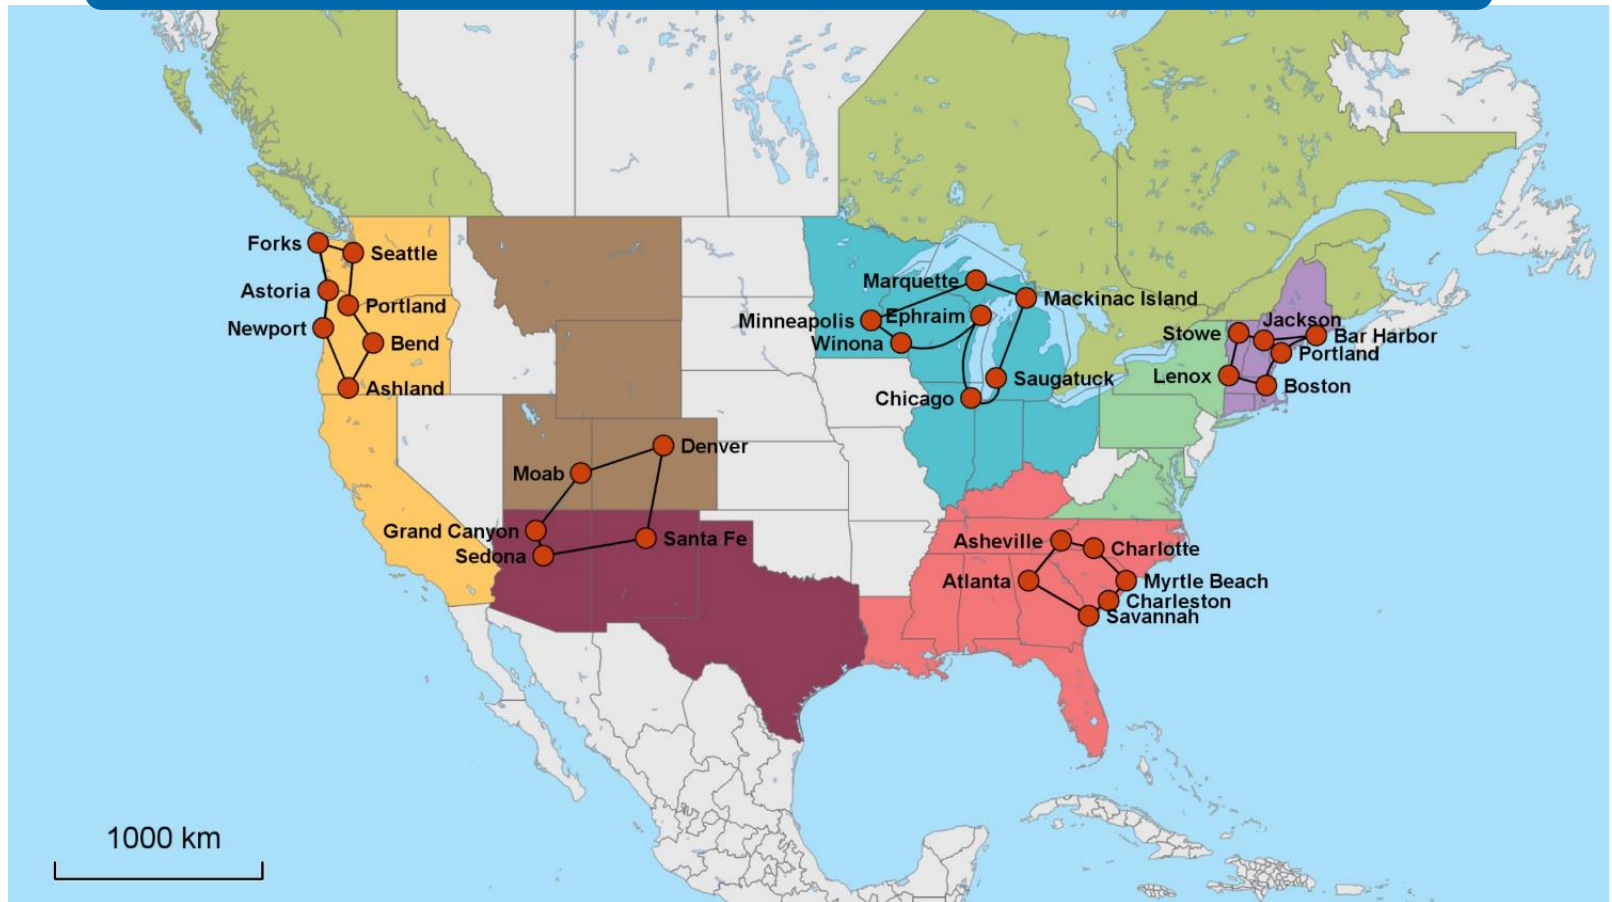 Forks
Seattle
Astoria
Portland
Newport
Bend
Ashland
Marquette
Mackinac Island
Minneapolis
Ephraim
Winona
Saugatuck
Chicago
Stowe
Jackson
Bar Harbor
Portland
Lenox
Boston
Denver
Moab
Grand Canyon
Santa Fe
Sedona
Asheville
Charlotte
Atlanta
Myrtle Beach
Charleston
Savannah
1000 km